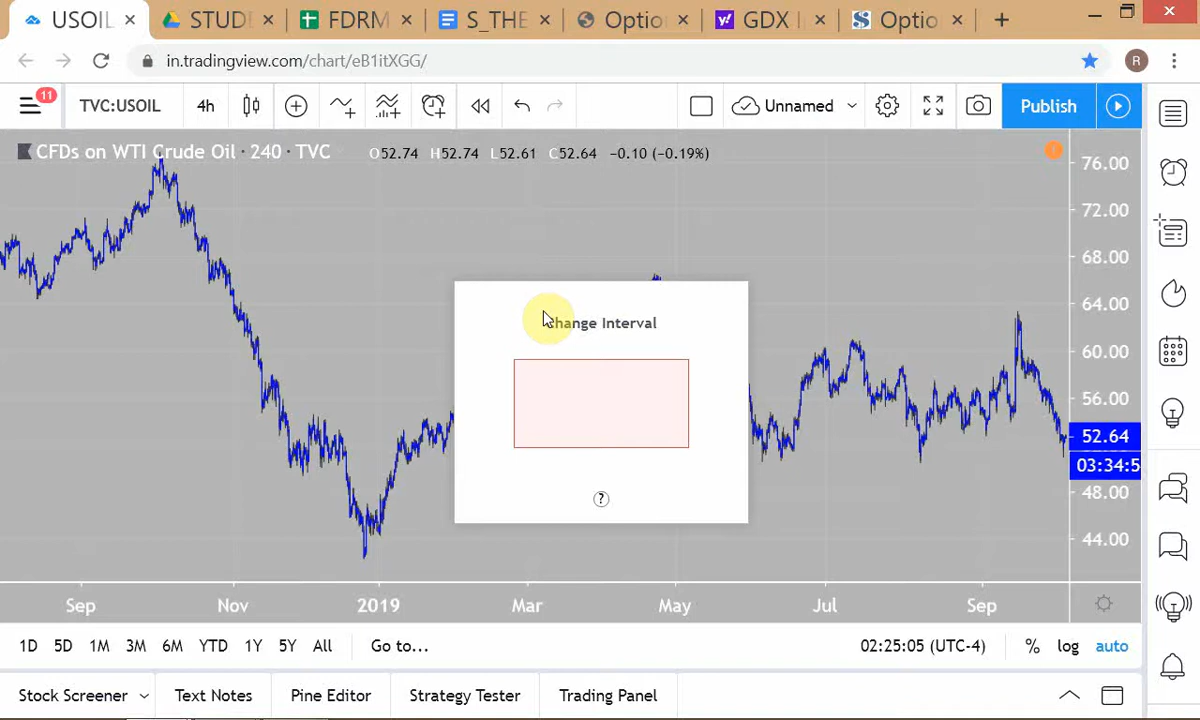 USOIL
STUD
FDRM
S_THE
Optio
GDX
Optio
in.tradingview.com/chart/eB1itXGG/
R
11
TVC:USOIL
4h
Unnamed
Publish
CFDs on WTI Crude Oil · 240 · TVC
O52.74 H52.74 L52.61 C52.64 −0.10 (−0.19%)
76.00
72.00
68.00
64.00
60.00
56.00
52.64
03:34:5
48.00
44.00
Change Interval
?
Sep Nov 2019 Mar May Jul Sep
1D 5D 1M 3M 6M YTD 1Y 5Y All Go to... 02:25:05 (UTC-4) % log auto
Stock Screener Text Notes Pine Editor Strategy Tester Trading Panel